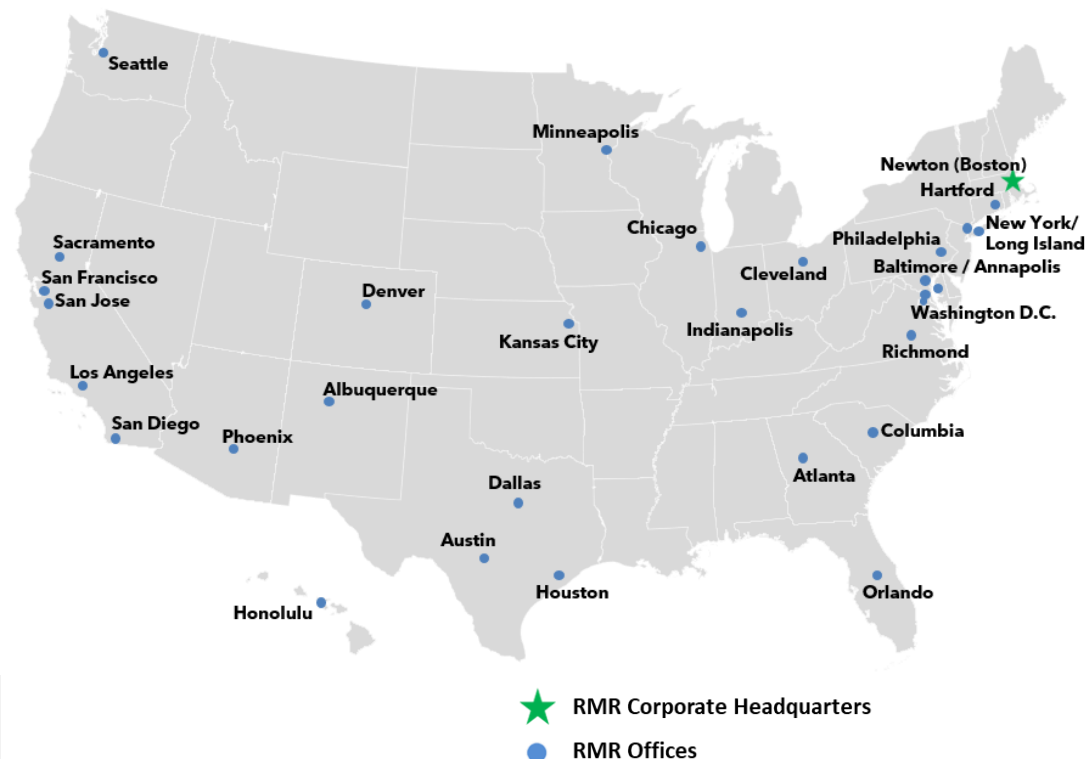 Seattle
Minneapolis
Newton (Boston)
Hartford
New York/
Long Island
Chicago
Philadelphia
Sacramento
Cleveland
Baltimore / Annapolis
San Francisco
San Jose
Denver
Washington D.C.
Indianapolis
Kansas City
Richmond
Los Angeles
Albuquerque
San Diego
Phoenix
Columbia
Atlanta
Dallas
Austin
Houston
Orlando
Honolulu
RMR Corporate Headquarters
RMR Offices